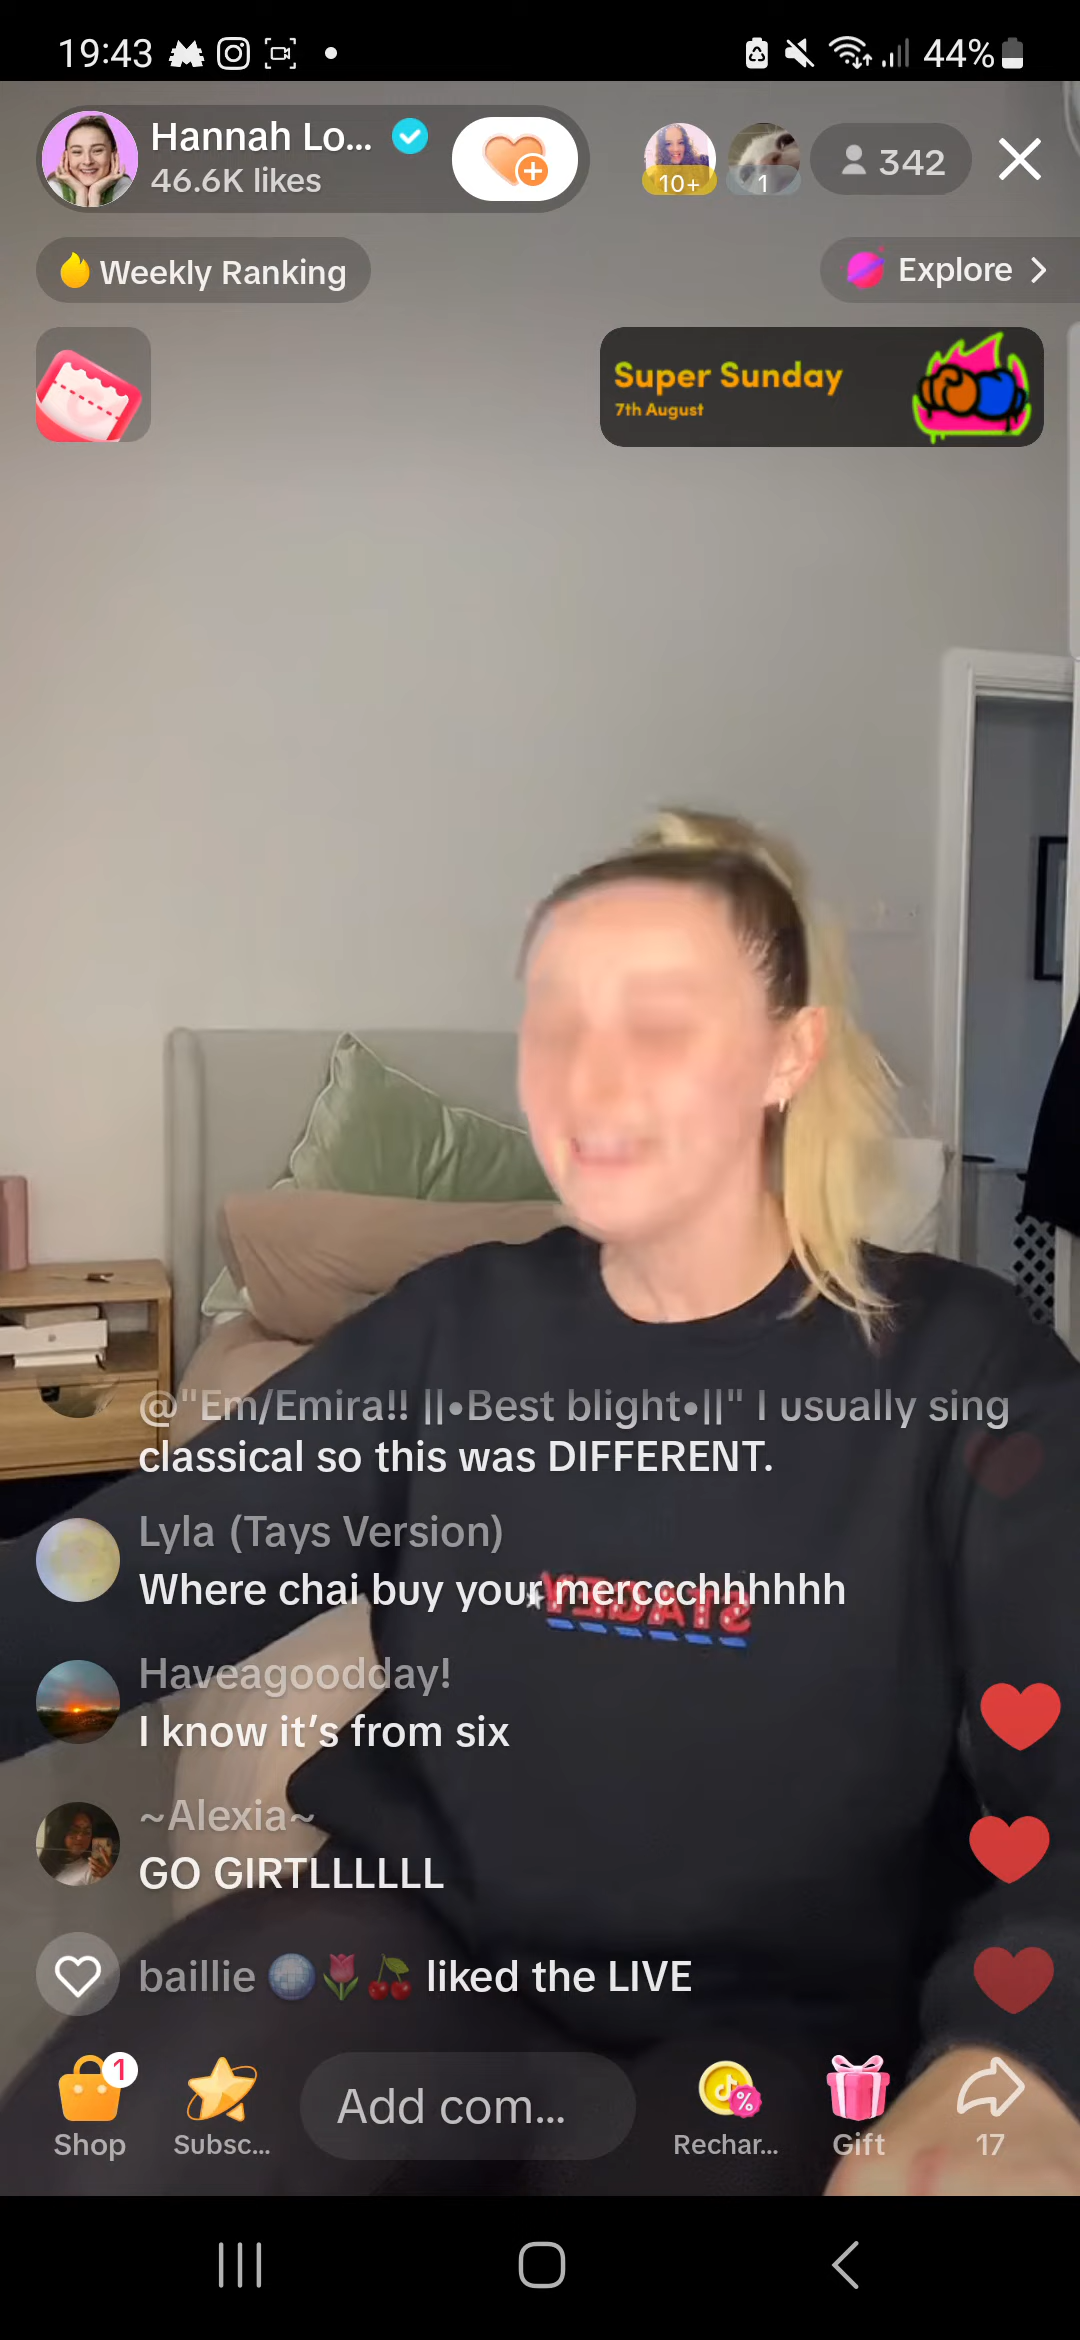 19:43
44%
Hannah Lo...
46.6K likes
10+
1
342
Weekly Ranking
Explore
Super Sunday
7th August
@"Em/Emira!! ||•Best blight•||" I usually sing
classical so this was DIFFERENT.
Lyla (Tays Version)
Where chai buy your merccchhhhhh
STAGEY
Haveagoodday!
I know it’s from six
~Alexia~
GO GIRTLLLLLL
baillie 🪩🌷🍒 liked the LIVE
1
Shop
Subsc...
Add com...
%
Rechar...
Gift
17